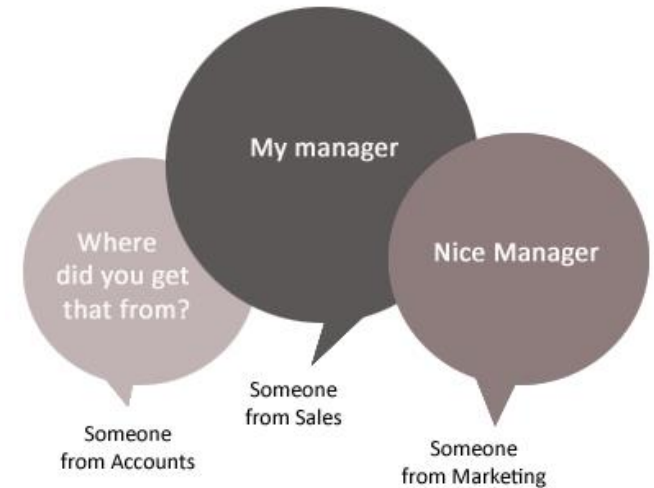 My manager
Where
did you get
that from?
Nice Manager
Someone
from Sales
Someone
from Accounts
Someone
from Marketing